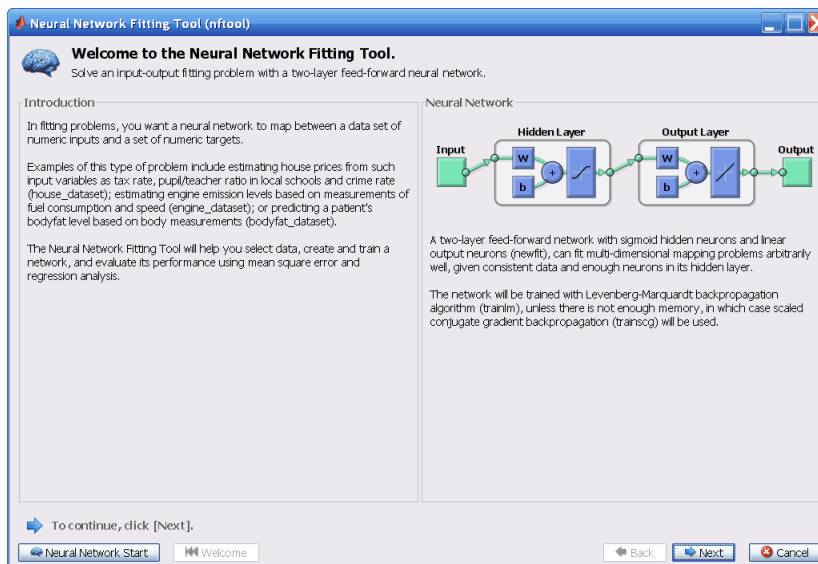 Neural Network Fitting Tool (nftool)
Welcome to the Neural Network Fitting Tool.
Solve an input-output fitting problem with a two-layer feed-forward neural network.
Introduction
In fitting problems, you want a neural network to map between a data set of
numeric inputs and a set of numeric targets.
Examples of this type of problem include estimating house prices from such
input variables as tax rate, pupil/teacher ratio in local schools and crime rate
(house_dataset); estimating engine emission levels based on measurements of
fuel consumption and speed (engine_dataset); or predicting a patient's
bodyfat level based on body measurements (bodyfat_dataset).
The Neural Network Fitting Tool will help you select data, create and train a
network, and evaluate its performance using mean square error and
regression analysis.
Neural Network
Hidden Layer
Output Layer
Input
Output
W
b
+
W
b
+
A two-layer feed-forward network with sigmoid hidden neurons and linear
output neurons (newfit), can fit multi-dimensional mapping problems arbitrarily
well, given consistent data and enough neurons in its hidden layer.
The network will be trained with Levenberg-Marquardt backpropagation
algorithm (trainlm), unless there is not enough memory, in which case scaled
conjugate gradient backpropagation (trainscg) will be used.
To continue, click [Next].
Neural Network Start
Welcome
Back
Next
Cancel